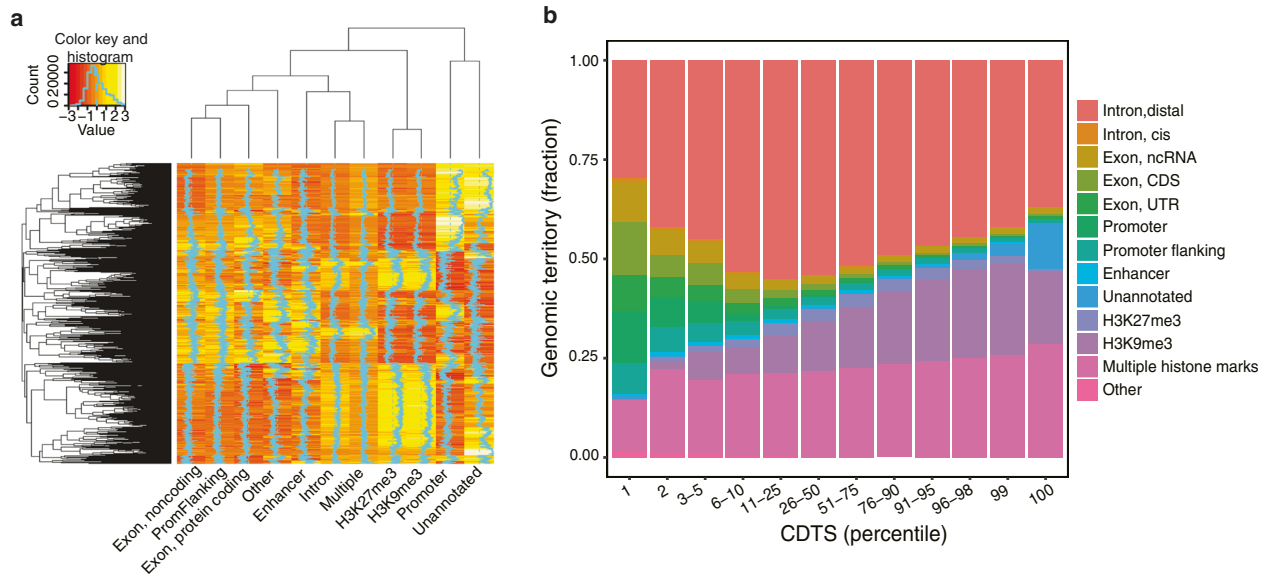 a
Color key and
histogram
Count
0 20000
−3 −1 1 2 3
Value
Exon, noncoding
PromFlanking
Exon, protein coding
Other
Enhancer
Intron
Multiple
H3K27me3
H3K9me3
Promoter
Unannotated
b
Genomic territory (fraction)
1.00
0.75
0.50
0.25
0.00
1
2
3–5
6–10
11–25
26–50
51–75
76–90
91–95
96–98
99
100
CDTS (percentile)
Intron,distal
Intron, cis
Exon, ncRNA
Exon, CDS
Exon, UTR
Promoter
Promoter flanking
Enhancer
Unannotated
H3K27me3
H3K9me3
Multiple histone marks
Other